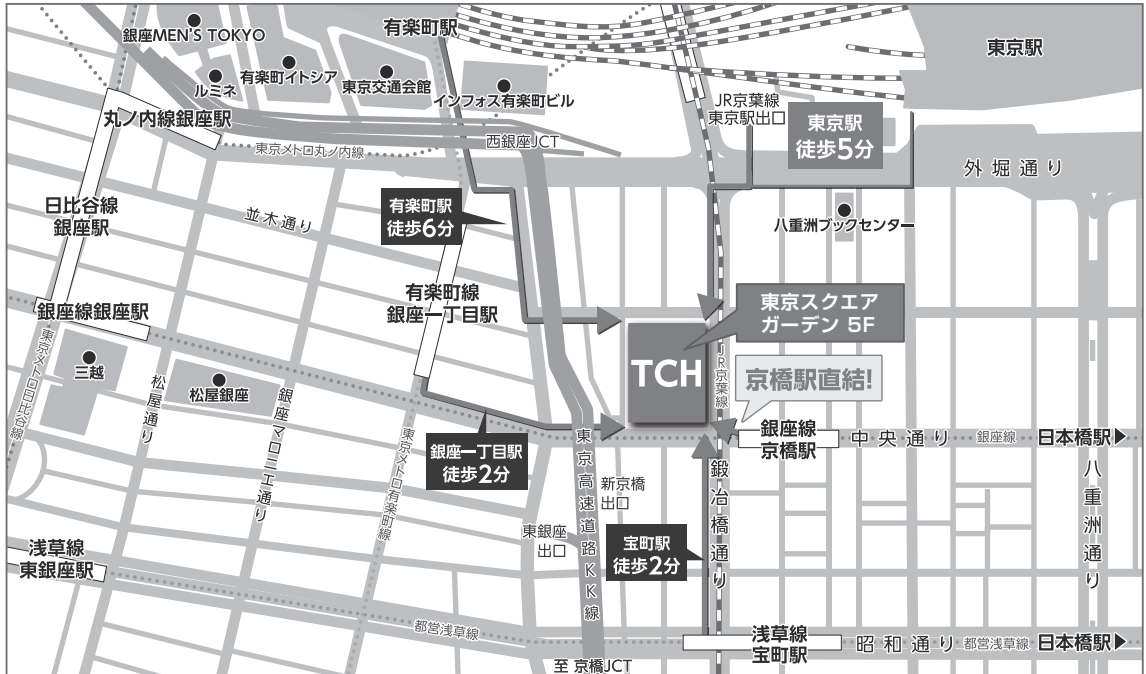 銀座MEN'S TOKYO
有楽町駅
東京駅
ルミネ
有楽町イトシア
東京交通会館
インフォス有楽町ビル
JR京葉線
東京駅出口
東京駅
徒歩5分
丸ノ内線銀座駅
東京メトロ丸ノ内線
西銀座JCT
外堀通り
日比谷線
銀座駅
並木通り
有楽町駅
徒歩6分
八重洲ブックセンター
有楽町線
銀座一丁目駅
銀座線銀座駅
東京スクエア
ガーデン 5F
TCH
JR京葉線
京橋駅直結!
三越
松屋通り
松屋銀座
銀座マロニエ通り
東京メトロ日比谷線
東京メトロ有楽町線
銀座一丁目駅
徒歩2分
銀座線
京橋駅
中央通り
銀座線
日本橋駅▶
東京高速道路KK線
新京橋
出口
東銀座
出口
鍛冶橋通り
八重洲通り
宝町駅
徒歩2分
浅草線
東銀座駅
都営浅草線
浅草線
宝町駅
昭和通り
都営浅草線
日本橋駅▶
至 京橋JCT